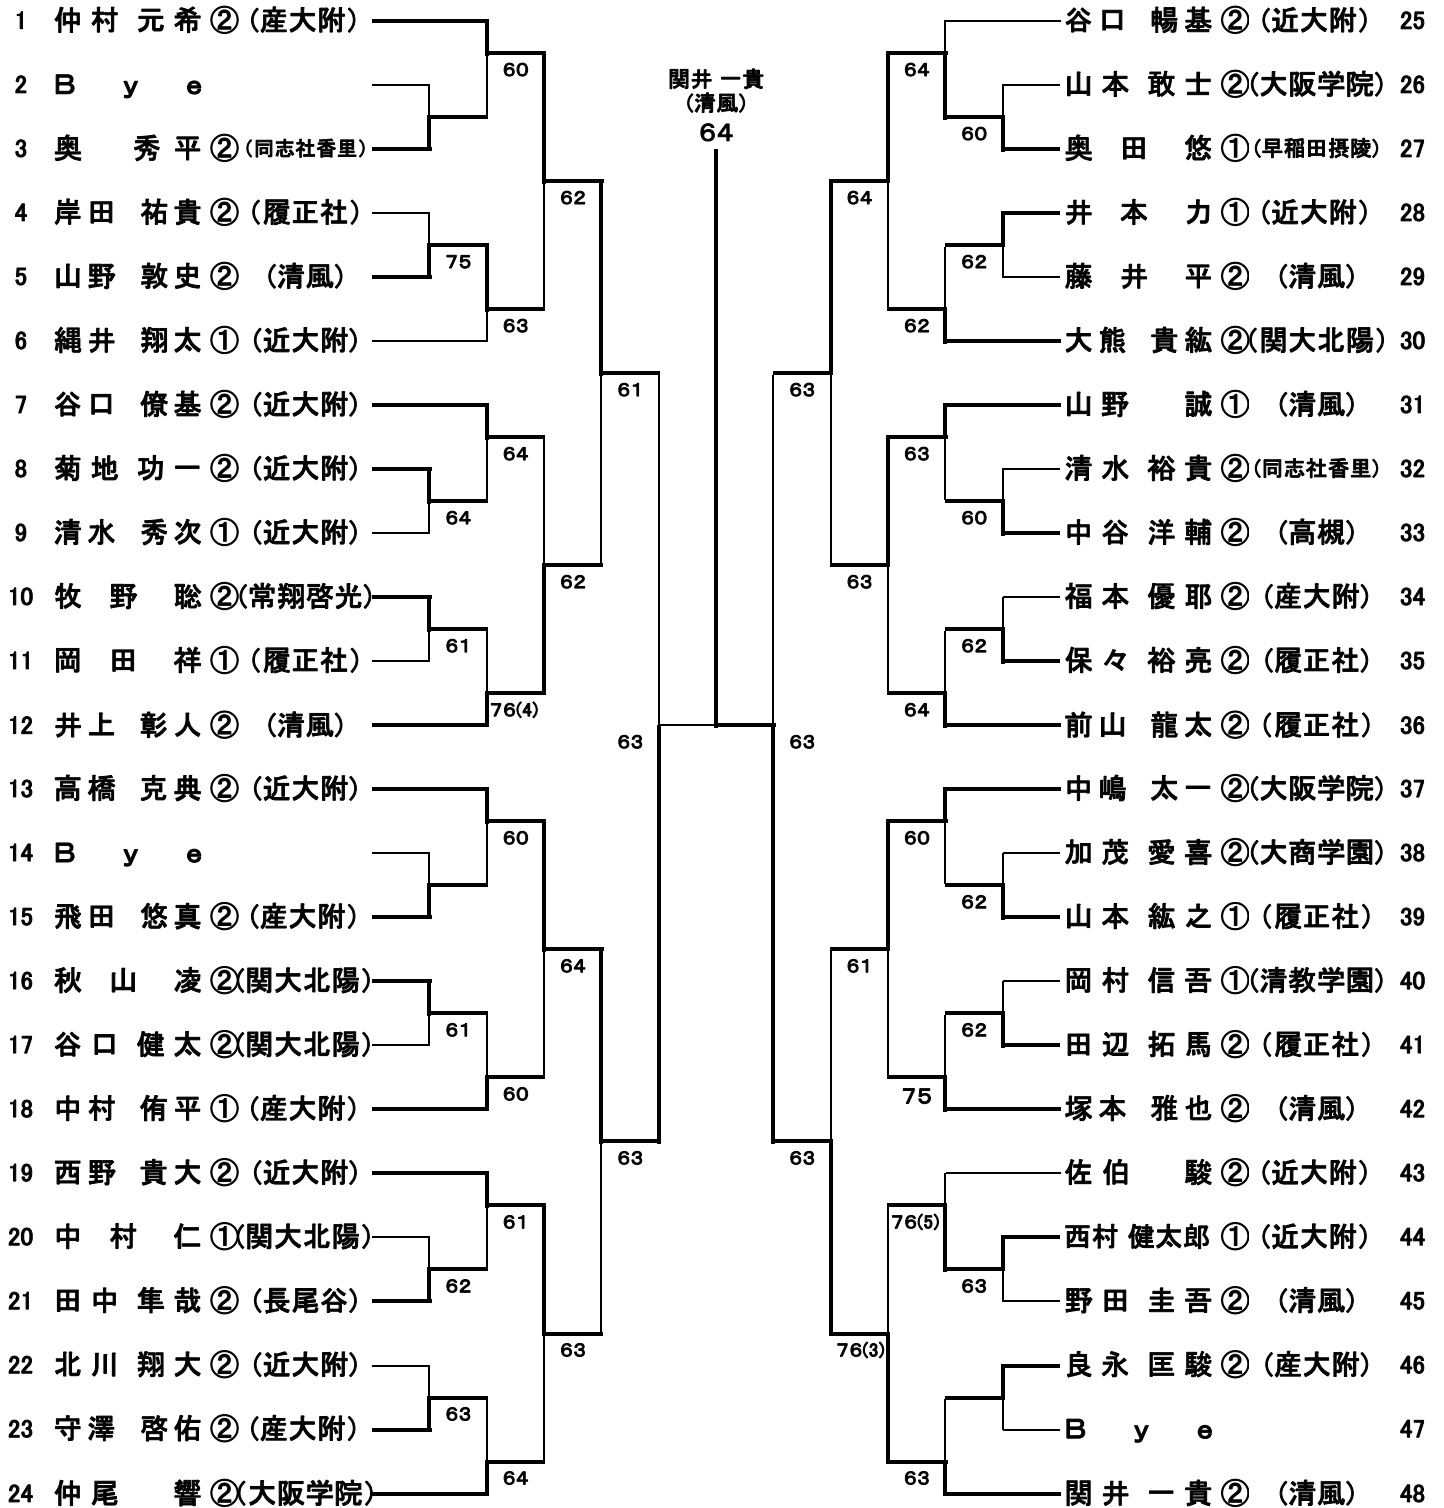 1 仲村 元希 ② (産大附)
2 Bye
3 奥 秀平 ② (同志社香里)
4 岸田 祐貴 ② (履正社)
5 山野 敦史 ② (清風)
6 縄井 翔太 ① (近大附)
7 谷口 僚基 ② (近大附)
8 菊地 功一 ② (近大附)
9 清水 秀次 ① (近大附)
10 牧野 聡 ② (常翔啓光)
11 岡田 祥 ① (履正社)
12 井上 彰人 ② (清風)
13 高橋 克典 ② (近大附)
14 Bye
15 飛田 悠真 ② (産大附)
16 秋山 凌 ② (関大北陽)
17 谷口 健太 ② (関大北陽)
18 中村 侑平 ① (産大附)
19 西野 貴大 ② (近大附)
20 中村 仁 ① (関大北陽)
21 田中 隼哉 ② (長尾谷)
22 北川 翔大 ② (近大附)
23 守澤 啓佑 ② (産大附)
24 仲尾 響 ② (大阪学院)
75
64
61
61
62
63
60
63
64
76(4)
60
60
61
64
62
62
64
63
61
63
63
関井 一貴
(清風)
64
63
63
63
64
63
61
76(3)
64
62
63
64
60
75
76(5)
63
60
62
60
62
62
62
63
谷口 暢基 ② (近大附) 25
山本 敢士 ② (大阪学院) 26
奥田 悠 ① (早稲田摂陵) 27
井本 力 ① (近大附) 28
藤井 平 ② (清風) 29
大熊 貴紘 ② (関大北陽) 30
山野 誠 ① (清風) 31
清水 裕貴 ② (同志社香里) 32
中谷 洋輔 ② (高槻) 33
福本 優耶 ② (産大附) 34
保々 裕亮 ② (履正社) 35
前山 龍太 ② (履正社) 36
中嶋 太一 ② (大阪学院) 37
加茂 愛喜 ② (大商学園) 38
山本 紘之 ① (履正社) 39
岡村 信吾 ① (清教学園) 40
田辺 拓馬 ② (履正社) 41
塚本 雅也 ② (清風) 42
佐伯 駿 ② (近大附) 43
西村 健太郎 ① (近大附) 44
野田 圭吾 ② (清風) 45
良永 匡駿 ② (産大附) 46
Bye 47
関井 一貴 ② (清風) 48